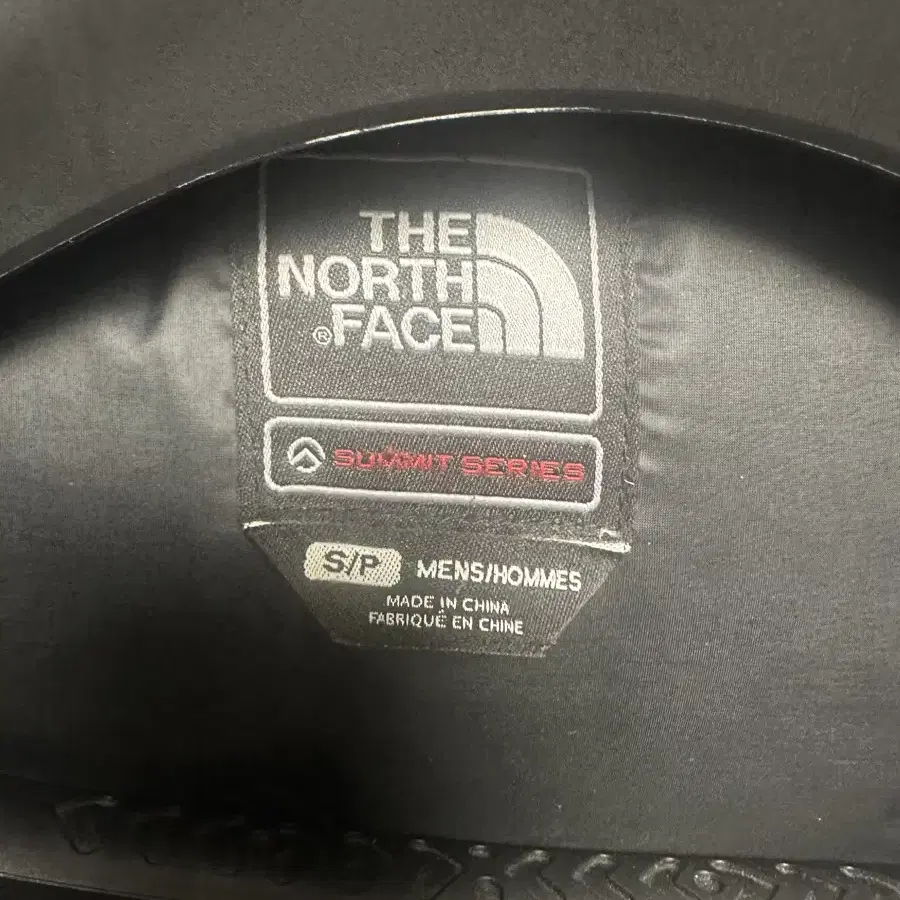 THE
NORTH
®FACE
SUMMIT SERIES
S/P MENS/HOMMES
MADE IN CHINA
FABRIQUÉ EN CHINE